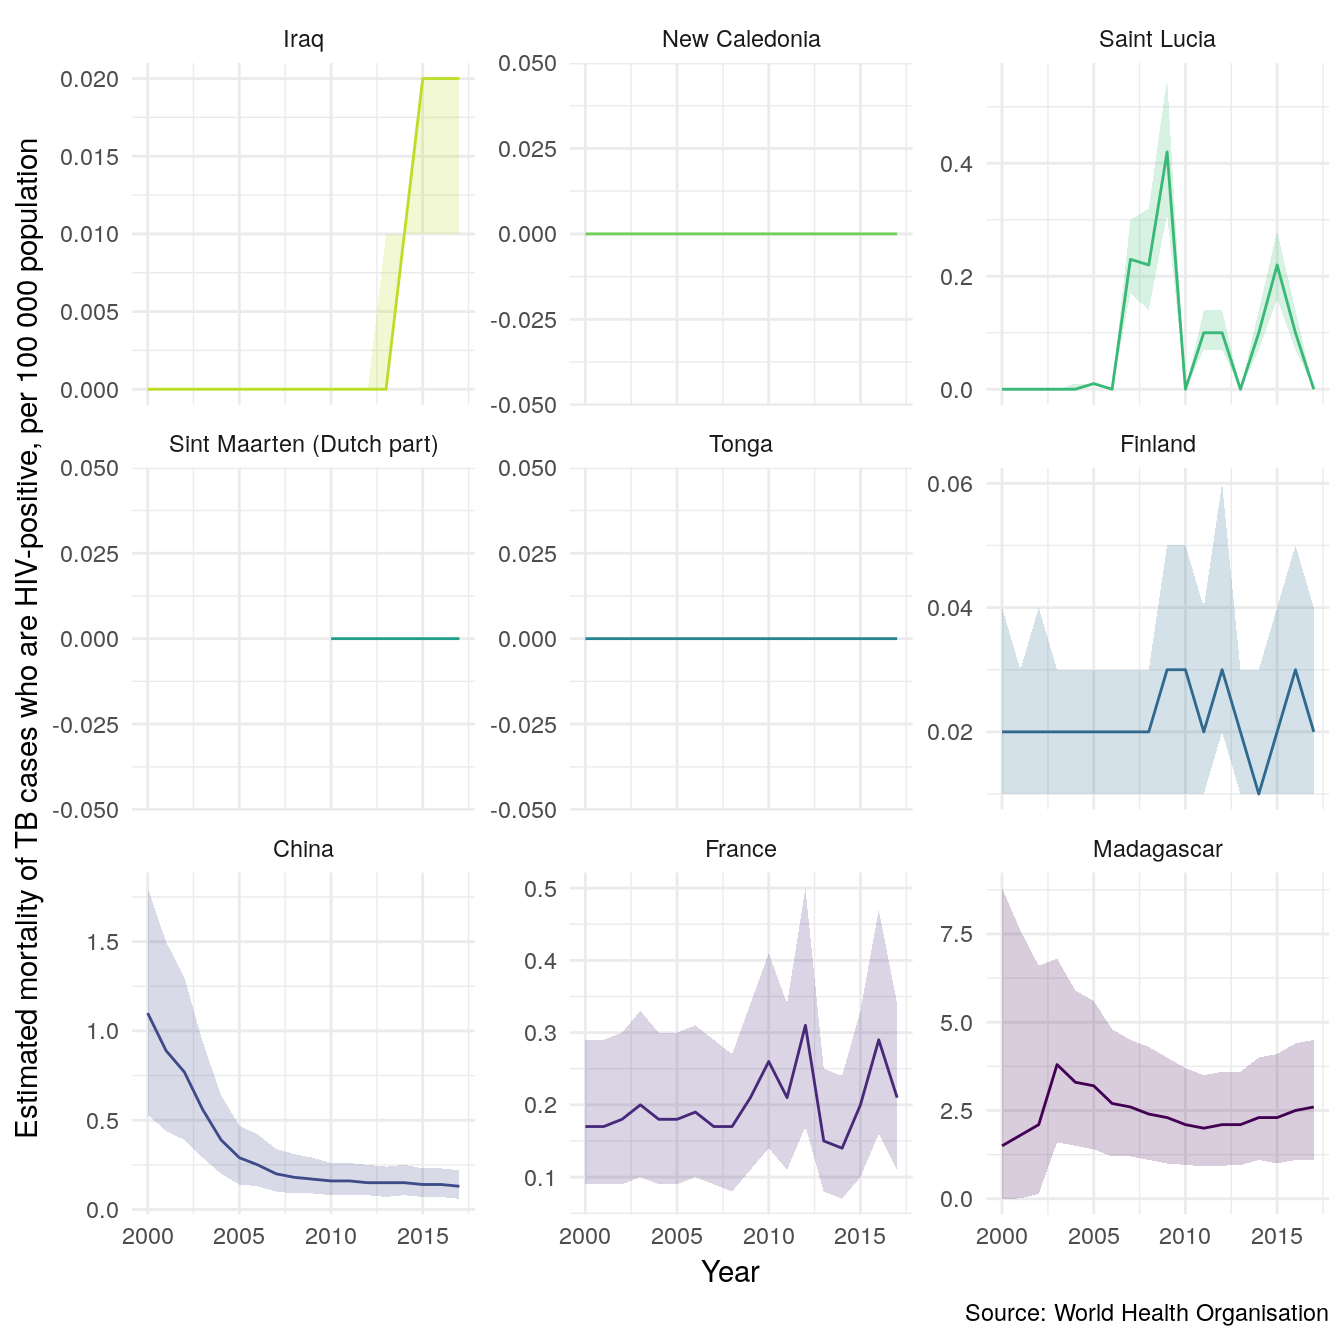 Estimated mortality of TB cases who are HIV-positive, per 100 000 population
Iraq
0.020
0.015
0.010
0.005
0.000
New Caledonia
0.050
0.025
0.000
-0.025
-0.050
Saint Lucia
0.4
0.2
0.0
Sint Maarten (Dutch part)
0.050
0.025
0.000
-0.025
-0.050
Tonga
0.050
0.025
0.000
-0.025
-0.050
Finland
0.06
0.04
0.02
China
1.5
1.0
0.5
0.0
2000 2005 2010 2015
France
0.5
0.4
0.3
0.2
0.1
2000 2005 2010 2015
Madagascar
7.5
5.0
2.5
0.0
2000 2005 2010 2015
Year
Source: World Health Organisation